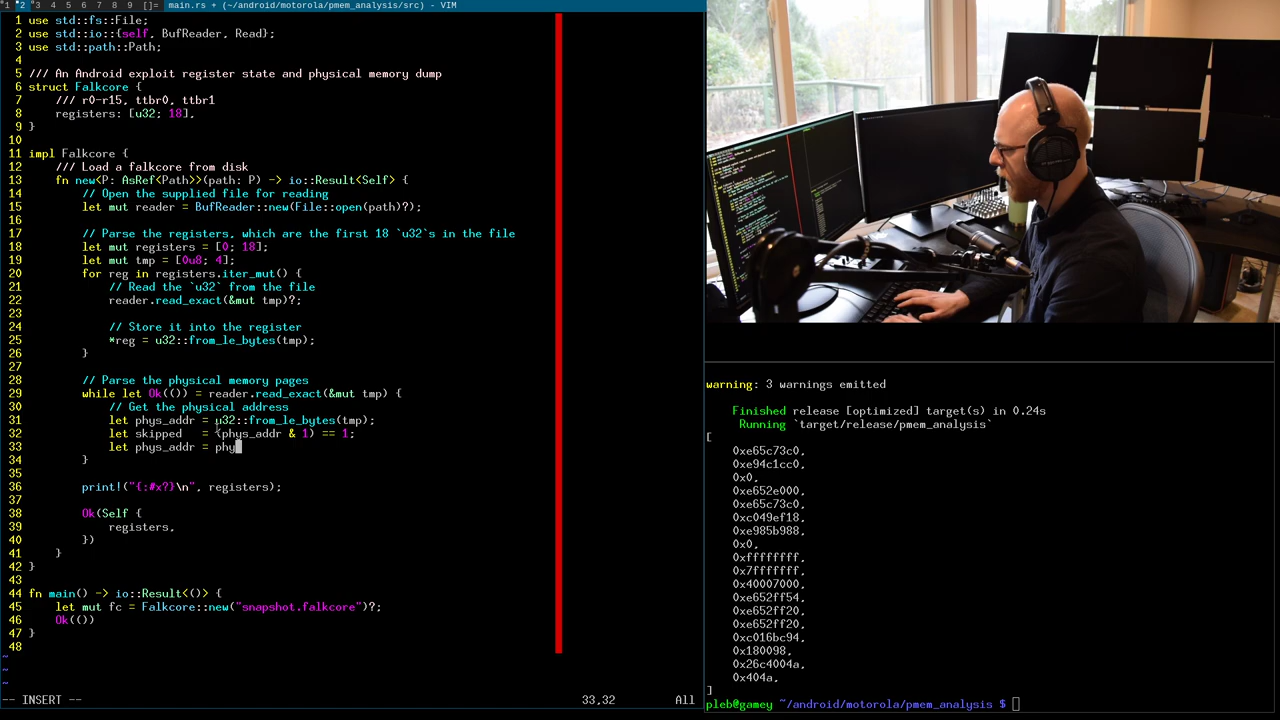 1 2 3 4 5 6 7 8 9 []= main.rs + (~/android/motorola/pmem_analysis/src) - VIM
1 use std::fs::File;
2 use std::io::{self, BufReader, Read};
3 use std::path::Path;
4
5 /// An Android exploit register state and physical memory dump
6 struct Falkcore {
7     /// r0-r15, ttbr0, ttbr1
8     registers: [u32; 18],
9 }
10
11 impl Falkcore {
12     /// Load a falkcore from disk
13     fn new<P: AsRef<Path>>(path: P) -> io::Result<Self> {
14         // Open the supplied file for reading
15         let mut reader = BufReader::new(File::open(path)?);
16
17         // Parse the registers, which are the first 18 `u32`s in the file
18         let mut registers = [0; 18];
19         let mut tmp = [0u8; 4];
20         for reg in registers.iter_mut() {
21             // Read the `u32` from the file
22             reader.read_exact(&mut tmp)?;
23
24             // Store it into the register
25             *reg = u32::from_le_bytes(tmp);
26         }
27
28         // Parse the physical memory pages
29         while let Ok(()) = reader.read_exact(&mut tmp) {
30             // Get the physical address
31             let phys_addr = u32::from_le_bytes(tmp);
32             let skipped   = (phys_addr & 1) == 1;
33             let phys_addr = phy
34         }
35
36         print!("{:#x?}\n", registers);
37
38         Ok(Self {
39             registers,
40         })
41     }
42 }
43
44 fn main() -> io::Result<()> {
45     let mut fc = Falkcore::new("snapshot.falkcore")?;
46     Ok(())
47 }
48
~
~
~
-- INSERT -- 33,32 All
warning: 3 warnings emitted
Finished release [optimized] target(s) in 0.24s
Running `target/release/pmem_analysis`
[
0xe65c73c0,
0xe94c1cc0,
0x0,
0xe652e000,
0xe65c73c0,
0xc049ef18,
0xe985b988,
0x0,
0xffffffff,
0x7fffffff,
0x40007000,
0xe652ff54,
0xe652ff20,
0xe652ff20,
0xc016bc94,
0x180098,
0x26c4004a,
0x404a,
]
pleb@gamey ~/android/motorola/pmem_analysis $